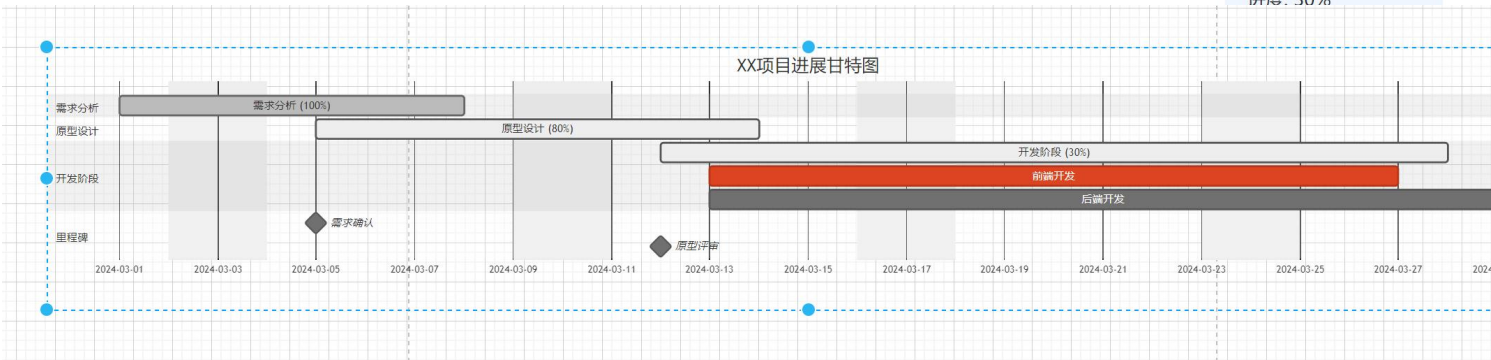 进度: 30%
XX项目进展甘特图
需求分析
需求分析 (100%)
原型设计
原型设计 (80%)
开发阶段 (30%)
开发阶段
前端开发
后端开发
需求确认
里程碑
原型评审
2024-03-01
2024-03-03
2024-03-05
2024-03-07
2024-03-09
2024-03-11
2024-03-13
2024-03-15
2024-03-17
2024-03-19
2024-03-21
2024-03-23
2024-03-25
2024-03-27
2024